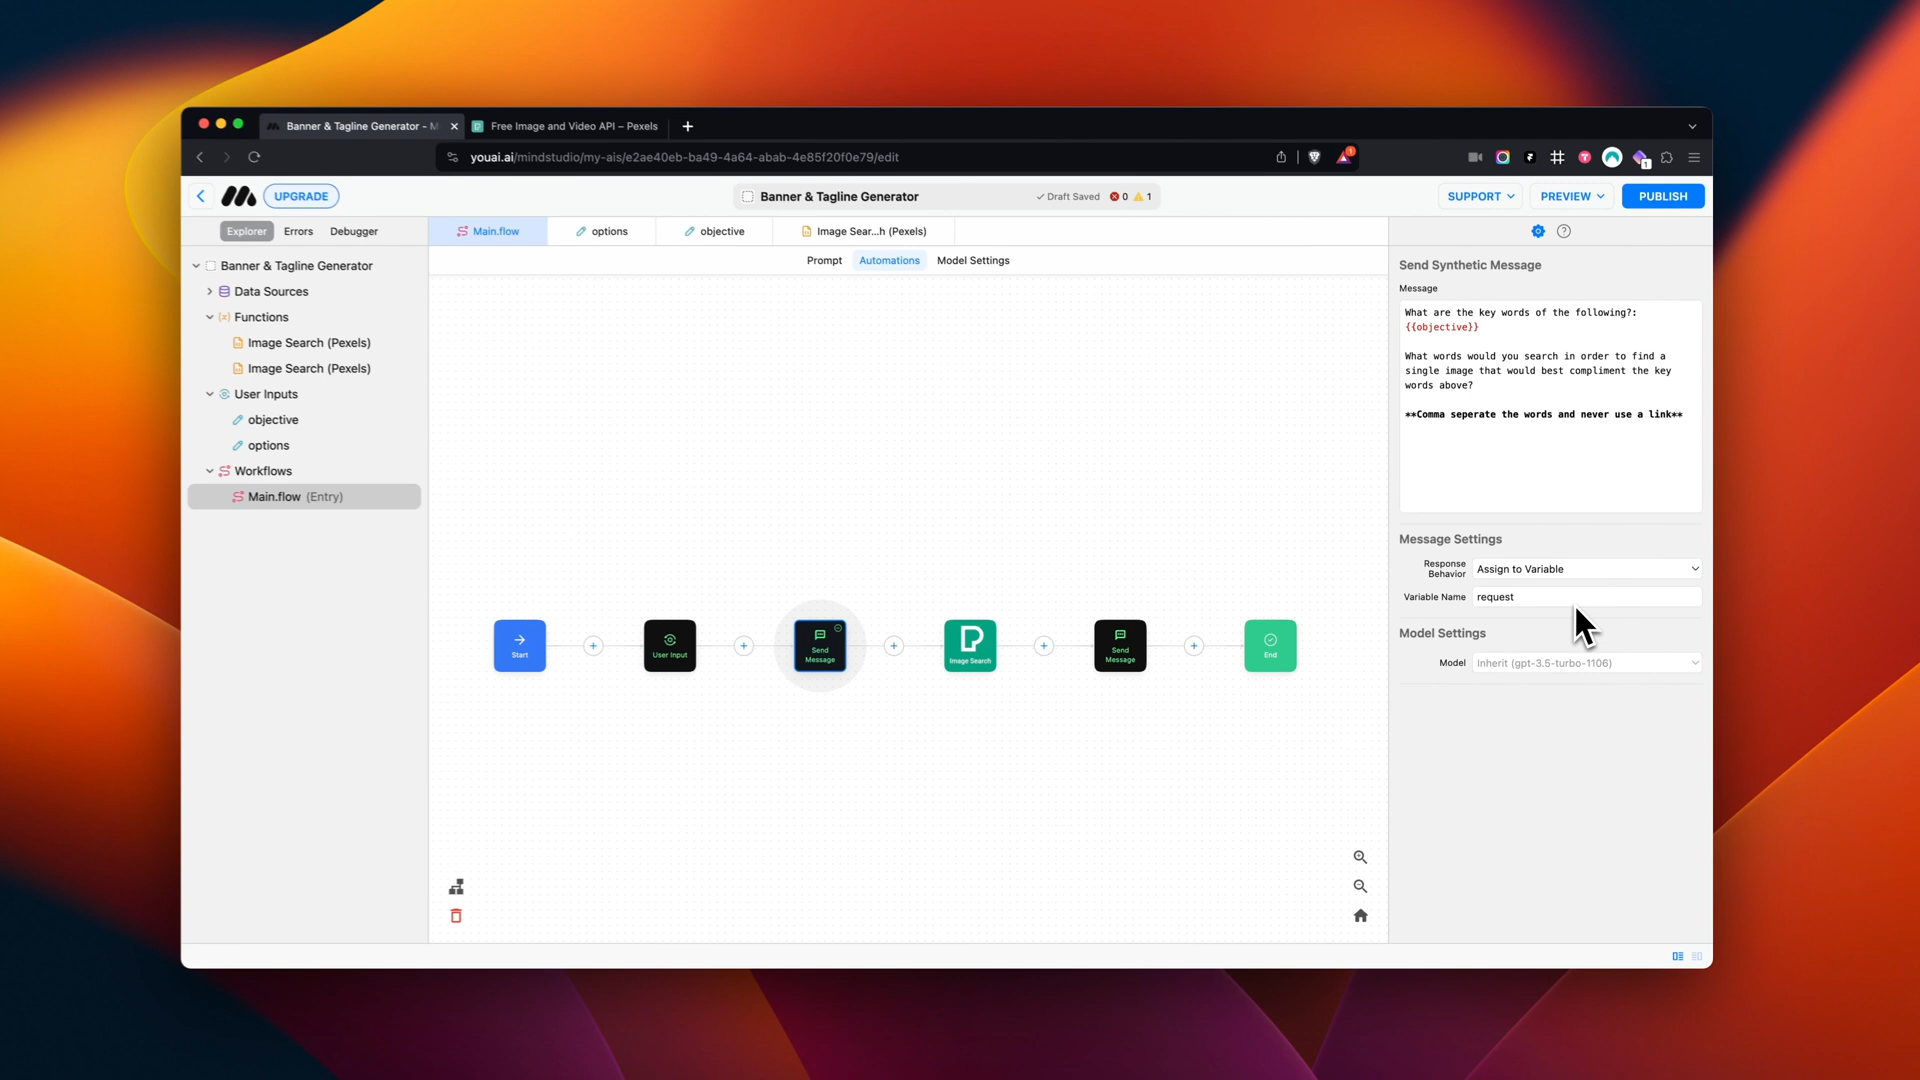 Banner & Tagline Generator - M
Free Image and Video API – Pexels
youai.ai/mindstudio/my-ais/e2ae40eb-ba49-4a64-abab-4e85f20f0e79/edit
1
1
UPGRADE
Banner & Tagline Generator
Draft Saved
0
1
SUPPORT
PREVIEW
PUBLISH
Explorer
Errors
Debugger
Main.flow
options
objective
Image Sear...h (Pexels)
Prompt
Automations
Model Settings
Banner & Tagline Generator
Data Sources
Functions
Image Search (Pexels)
Image Search (Pexels)
User Inputs
objective
options
Workflows
Main.flow (Entry)
Start
User Input
Send
Message
Image Search
Send
Message
End
Send Synthetic Message
Message
What are the key words of the following?:
{{objective}}
What words would you search in order to find a
single image that would best compliment the key
words above?
**Comma seperate the words and never use a link**
Message Settings
Response
Behavior
Assign to Variable
Variable Name
request
Model Settings
Model
Inherit (gpt-3.5-turbo-1106)